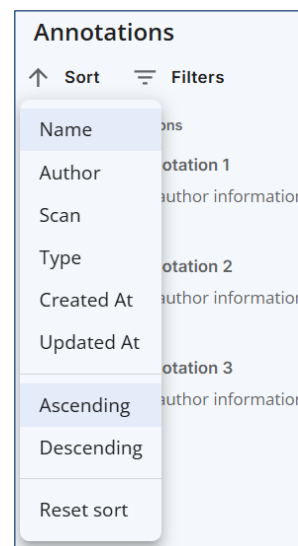 Annotations
Sort Filters
Name
Author
otation 1
author information
Scan
Type
otation 2
Created At
author information
Updated At
otation 3
Ascending
author information
Descending
Reset sort